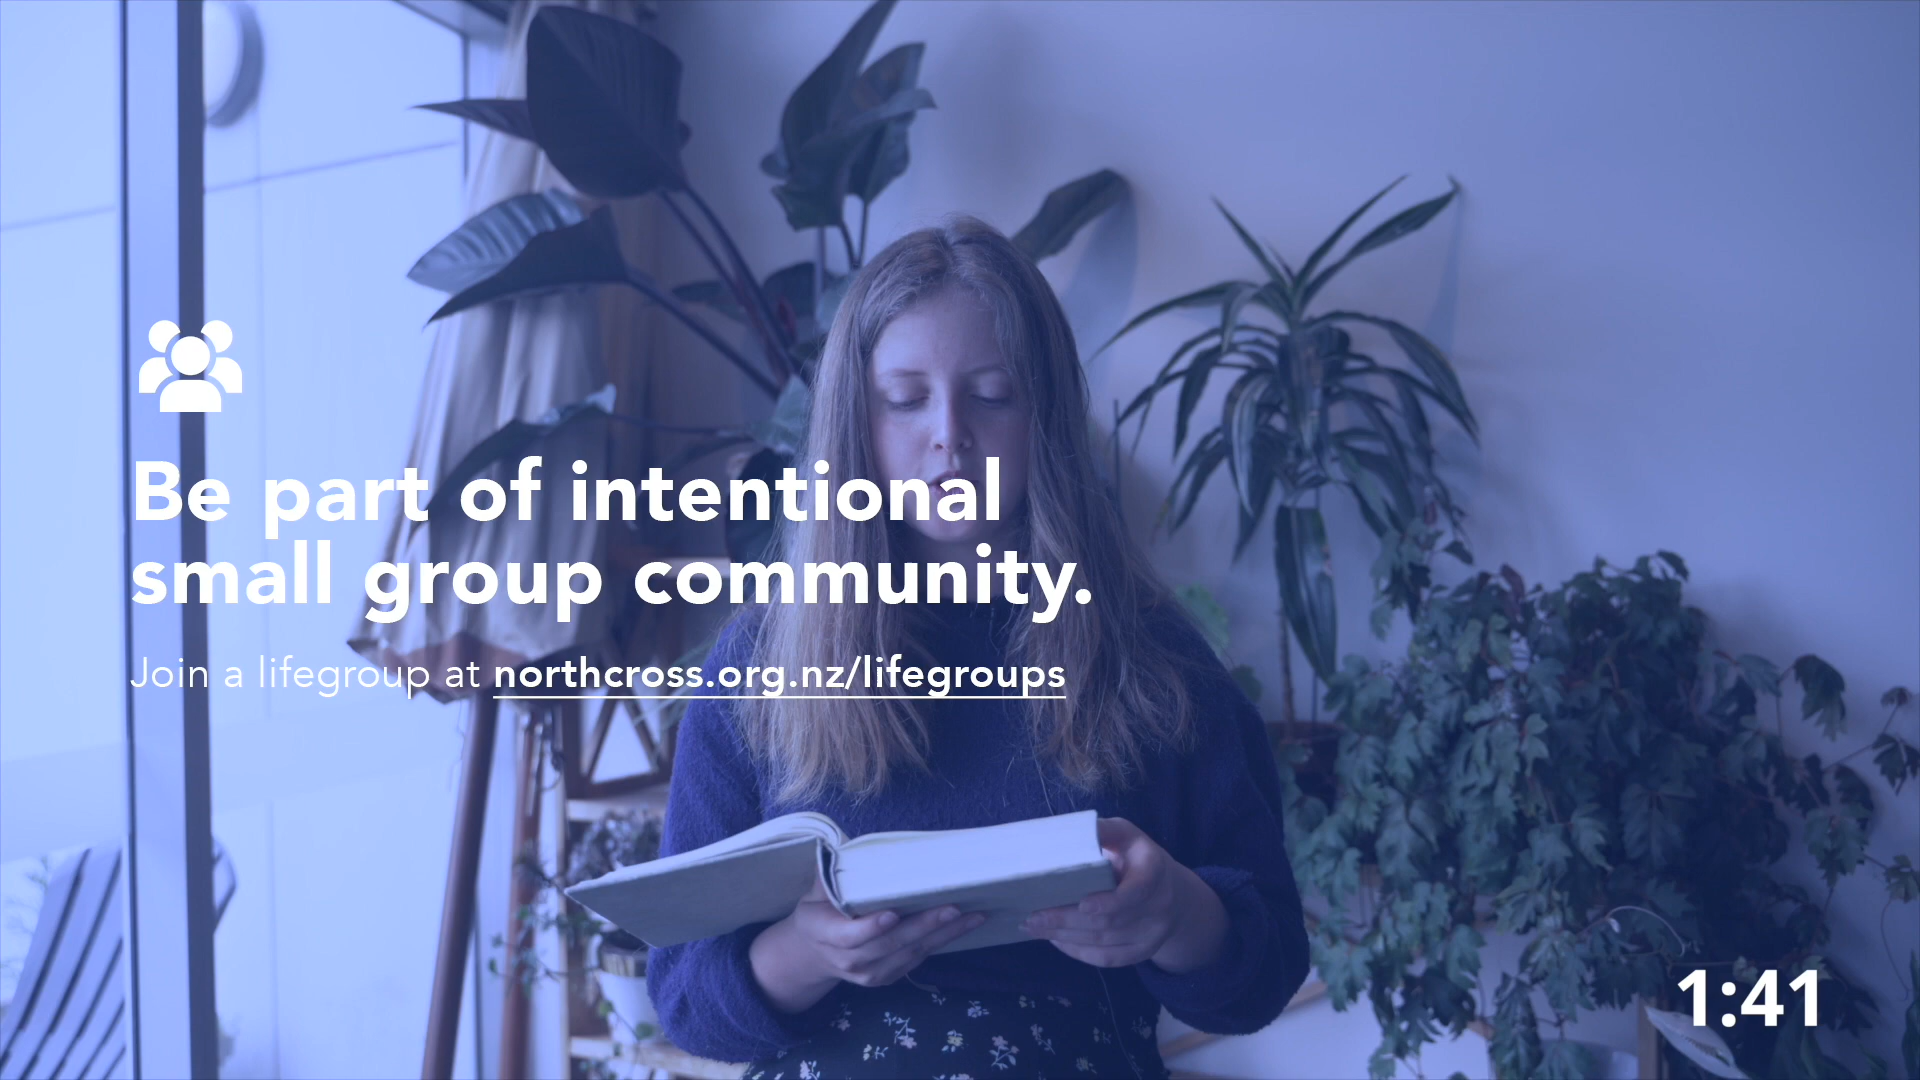 Be part of intentional
small group community.
Join a lifegroup at northcross.org.nz/lifegroups
1:41